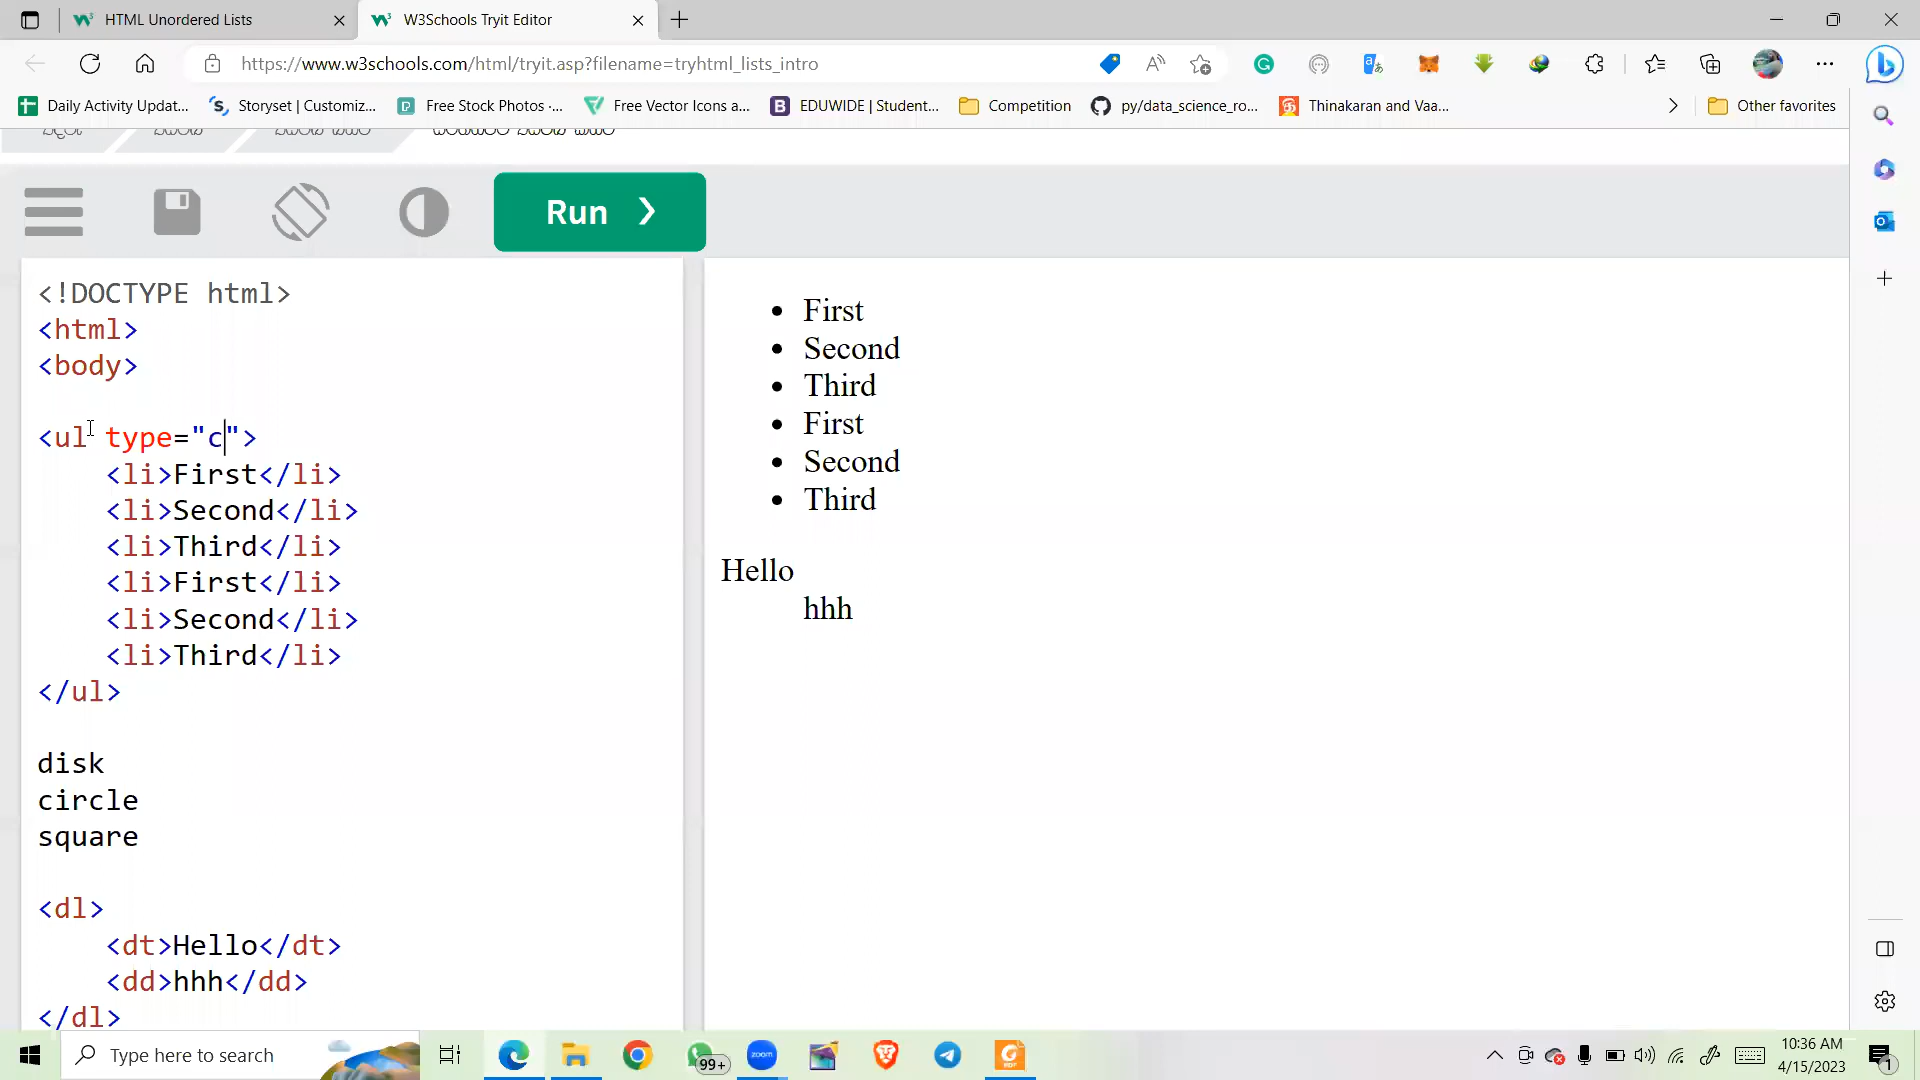 HTML Unordered Lists
W3Schools Tryit Editor
https://www.w3schools.com/html/tryit.asp?filename=tryhtml_lists_intro
Daily Activity Updat...
Storyset | Customiz...
Free Stock Photos ·...
Free Vector Icons a...
EDUWIDE | Student...
Competition
py/data_science_ro...
Thinakaran and Vaa...
Other favorites
Run ❯
<!DOCTYPE html>
<html>
<body>
<ul type="c">
<li>First</li>
<li>Second</li>
<li>Third</li>
<li>First</li>
<li>Second</li>
<li>Third</li>
</ul>
disk
circle
square
<dl>
<dt>Hello</dt>
<dd>hhh</dd>
</dl>
• First
• Second
• Third
• First
• Second
• Third
Hello
hhh
Type here to search
99+
zoom
10:36 AM
4/15/2023
1